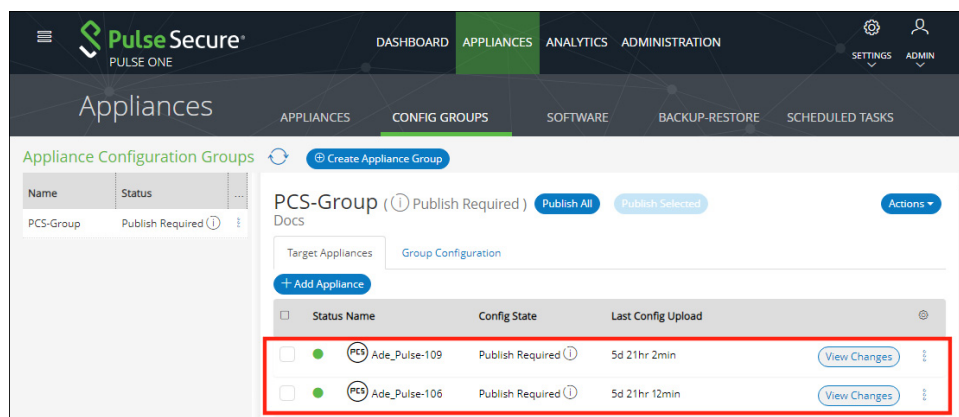 Pulse Secure®
PULSE ONE
DASHBOARD APPLIANCES ANALYTICS ADMINISTRATION
SETTINGS ADMIN
Appliances
APPLIANCES CONFIG GROUPS SOFTWARE BACKUP-RESTORE SCHEDULED TASKS
Appliance Configuration Groups Create Appliance Group
Name Status ...
PCS-Group Publish Required
PCS-Group ( Publish Required ) Publish All Publish Selected Actions
Docs
Target Appliances Group Configuration
+ Add Appliance
Status Name Config State Last Config Upload
PCS Ade_Pulse-109 Publish Required 5d 21hr 2min View Changes
PCS Ade_Pulse-106 Publish Required 5d 21hr 12min View Changes